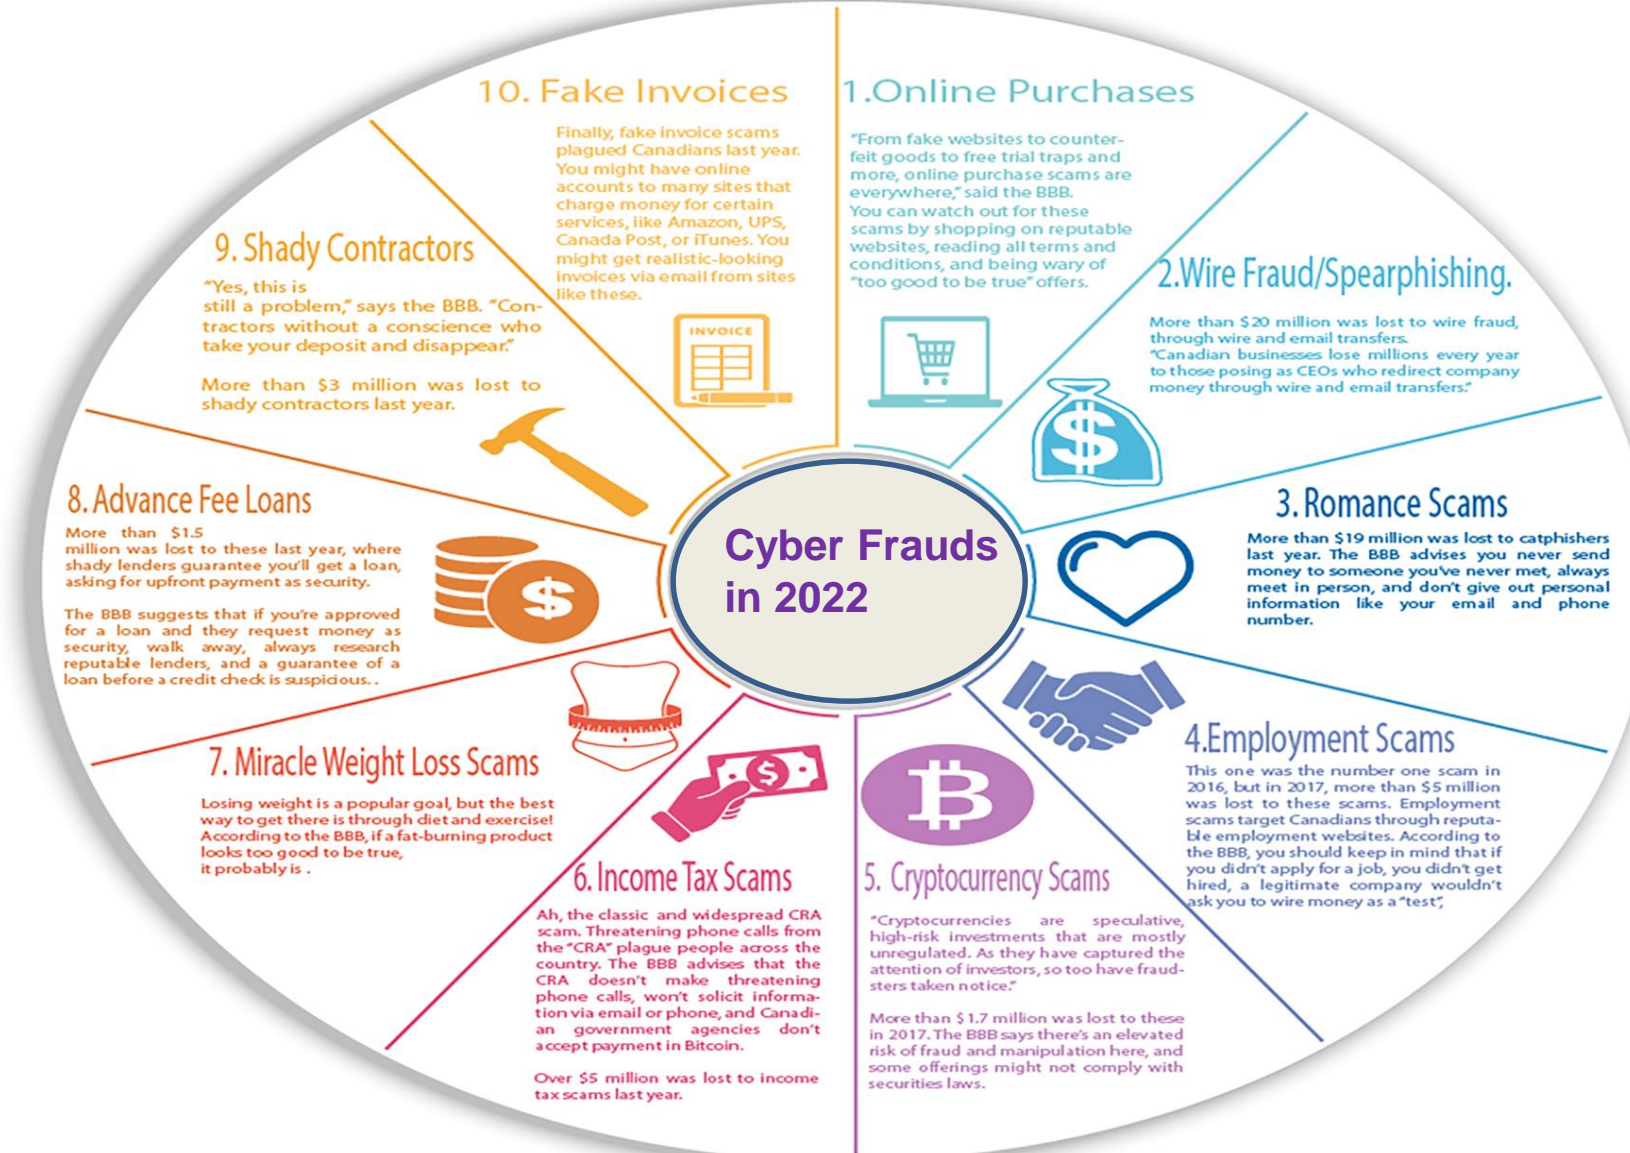 Cyber Frauds
in 2022
1.Online Purchases
"From fake websites to counter-
feit goods to free trial traps and
more, online purchase scams are
everywhere," said the BBB.
You can watch out for these
scams by shopping on reputable
websites, reading all terms and
conditions, and being wary of
"too good to be true" offers.
2.Wire Fraud/Spearphishing.
More than $20 million was lost to wire fraud,
through wire and email transfers.
"Canadian businesses lose millions every year
to those posing as CEOs who redirect company
money through wire and email transfers."
$
3. Romance Scams
More than $19 million was lost to catphishers
last year. The BBB advises you never send
money to someone you've never met, always
meet in person, and don't give out personal
information like your email and phone
number.
4.Employment Scams
This one was the number one scam in
2016, but in 2017, more than $5 million
was lost to these scams. Employment
scams target Canadians through reputa-
ble employment websites. According to
the BBB, you should keep in mind that if
you didn't apply for a job, you didn't get
hired, a legitimate company wouldn't
ask you to wire money as a "test",
5. Cryptocurrency Scams
"Cryptocurrencies are speculative,
high-risk investments that are mostly
unregulated. As they have captured the
attention of investors, so too have fraud-
sters taken notice."
More than $1.7 million was lost to these
in 2017. The BBB says there's an elevated
risk of fraud and manipulation here, and
some offerings might not comply with
securities laws.
$
6. Income Tax Scams
Ah, the classic and widespread CRA
scam. Threatening phone calls from
the "CRA" plague people across the
country. The BBB advises that the
CRA doesn't make threatening
phone calls, won't solicit informa-
tion via email or phone, and Canadi-
an government agencies don't
accept payment in Bitcoin.
Over $5 million was lost to income
tax scams last year.
7. Miracle Weight Loss Scams
Losing weight is a popular goal, but the best
way to get there is through diet and exercise!
According to the BBB, if a fat-burning product
looks too good to be true,
it probably is .
8. Advance Fee Loans
More than $1.5
million was lost to these last year, where
shady lenders guarantee you'll get a loan,
asking for upfront payment as security.
The BBB suggests that if you're approved
for a loan and they request money as
security, walk away, always research
reputable lenders, and a guarantee of a
loan before a credit check is suspicious. .
$
9. Shady Contractors
"Yes, this is
still a problem," says the BBB. "Con-
tractors without a conscience who
take your deposit and disappear."
More than $3 million was lost to
shady contractors last year.
10. Fake Invoices
Finally, fake invoice scams
plagued Canadians last year.
You might have online
accounts to many sites that
charge money for certain
services, like Amazon, UPS,
Canada Post, or iTunes. You
might get realistic-looking
invoices via email from sites
like these.
INVOICE